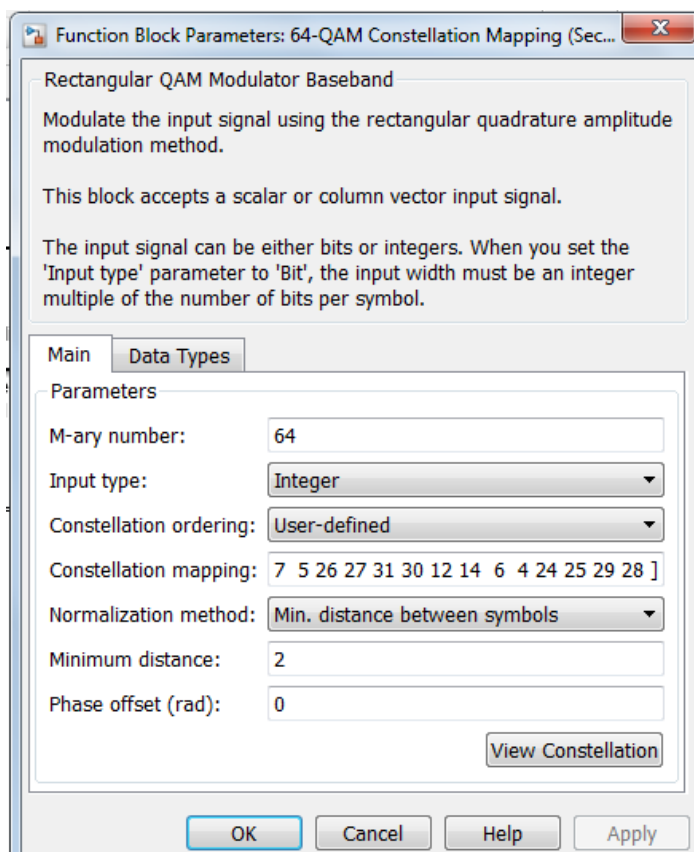 Function Block Parameters: 64-QAM Constellation Mapping (Sec...
Rectangular QAM Modulator Baseband
Modulate the input signal using the rectangular quadrature amplitude
modulation method.
This block accepts a scalar or column vector input signal.
The input signal can be either bits or integers. When you set the
'Input type' parameter to 'Bit', the input width must be an integer
multiple of the number of bits per symbol.
Main Data Types
Parameters
M-ary number: 64
Input type: Integer
Constellation ordering: User-defined
Constellation mapping: 7 5 26 27 31 30 12 14 6 4 24 25 29 28 ]
Normalization method: Min. distance between symbols
Minimum distance: 2
Phase offset (rad): 0
View Constellation
OK Cancel Help Apply